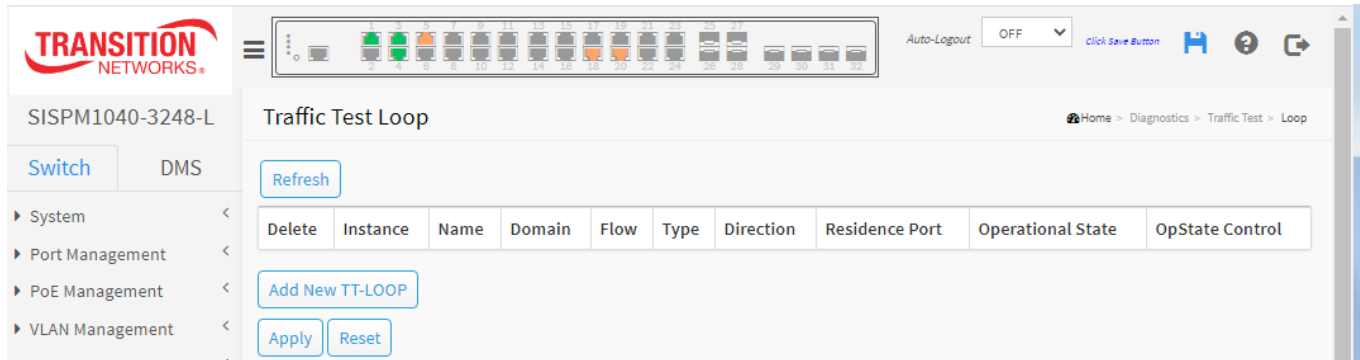 TRANSITION
NETWORKS®
1 3 5 7 9 11 13 15 17 19 21 23 25 27
2 4 6 8 10 12 14 16 18 20 22 24 26 28 29 30 31 32
Auto-Logout OFF Click Save Button
SISPM1040-3248-L
Switch DMS
System
Port Management
PoE Management
VLAN Management
Traffic Test Loop
Home > Diagnostics > Traffic Test > Loop
Refresh
Delete Instance Name Domain Flow Type Direction Residence Port Operational State OpState Control
Add New TT-LOOP
Apply Reset